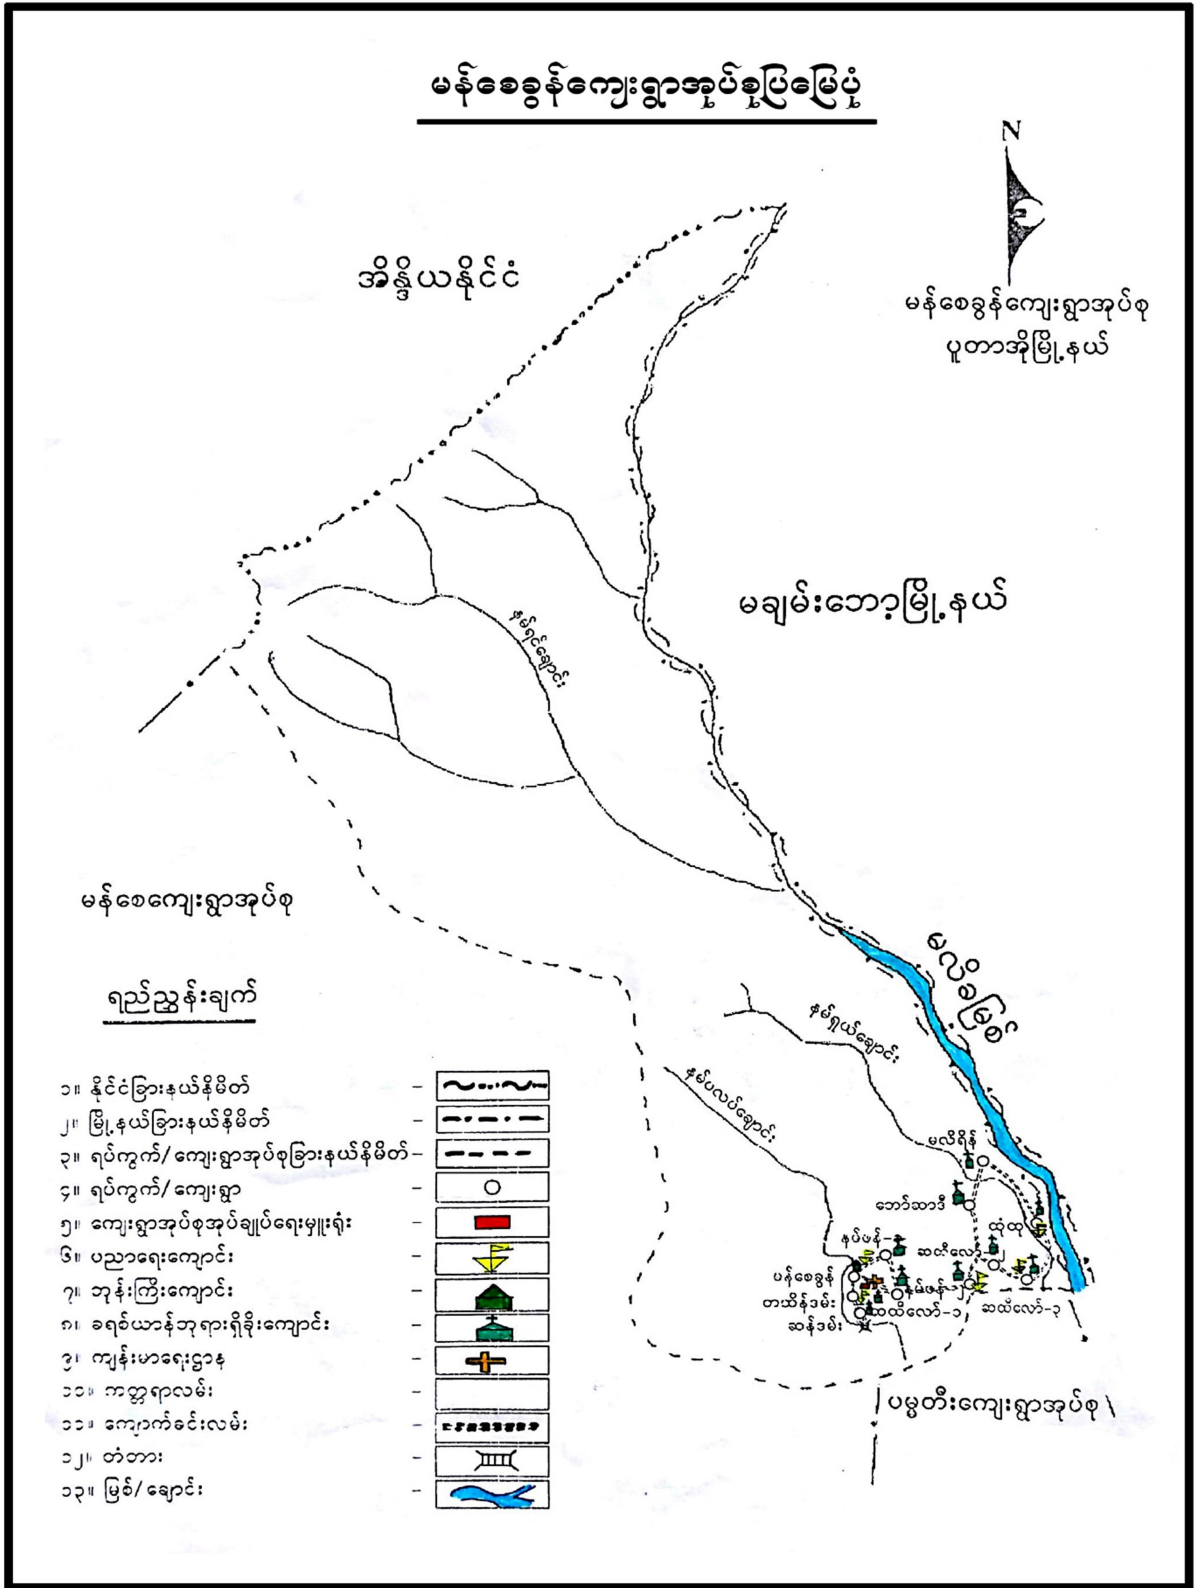 မန်စေခွန်ကျေးရွာအုပ်စုပြမြေပုံ
N
အိန္ဒိယနိုင်ငံ
မန်စေခွန်ကျေးရွာအုပ်စု
ပူတာအိုမြို့နယ်
မချမ်းဘော့မြို့နယ်
နမ်ရင်ချောင်း
မန်စေကျေးရွာအုပ်စု
မလိခမြစ်
နမ်ရှယ်ချောင်း
နမ်ပလပ်ချောင်း
မလိရိန်
ဘော်ဆာဒီ
ထုံထု
ပန်စေခွန်
တထိန်ဒမ်း
ဆန်ဒမ်း
ဆထိလော်-၁
ဆထိလော်-၃
ပမ္မတီးကျေးရွာအုပ်စု
ရည်ညွှန်းချက်
၁။ နိုင်ငံခြားနယ်နိမိတ် -
၂။ မြို့နယ်ခြားနယ်နိမိတ် -
၃။ ရပ်ကွက်/ကျေးရွာအုပ်စုခြားနယ်နိမိတ် -
၄။ ရပ်ကွက်/ကျေးရွာ -
၅။ ကျေးရွာအုပ်စုအုပ်ချုပ်ရေးမှူးရုံး -
၆။ ပညာရေးကျောင်း -
၇။ ဘုန်းကြီးကျောင်း -
၈။ ခရစ်ယာန်ဘုရားရှိခိုးကျောင်း -
၉။ ကျန်းမာရေးဌာန -
၁၀။ ကတ္တရာလမ်း -
၁၁။ ကျောက်ခင်းလမ်း -
၁၂။ တံတား -
၁၃။ မြစ်/ချောင်း -